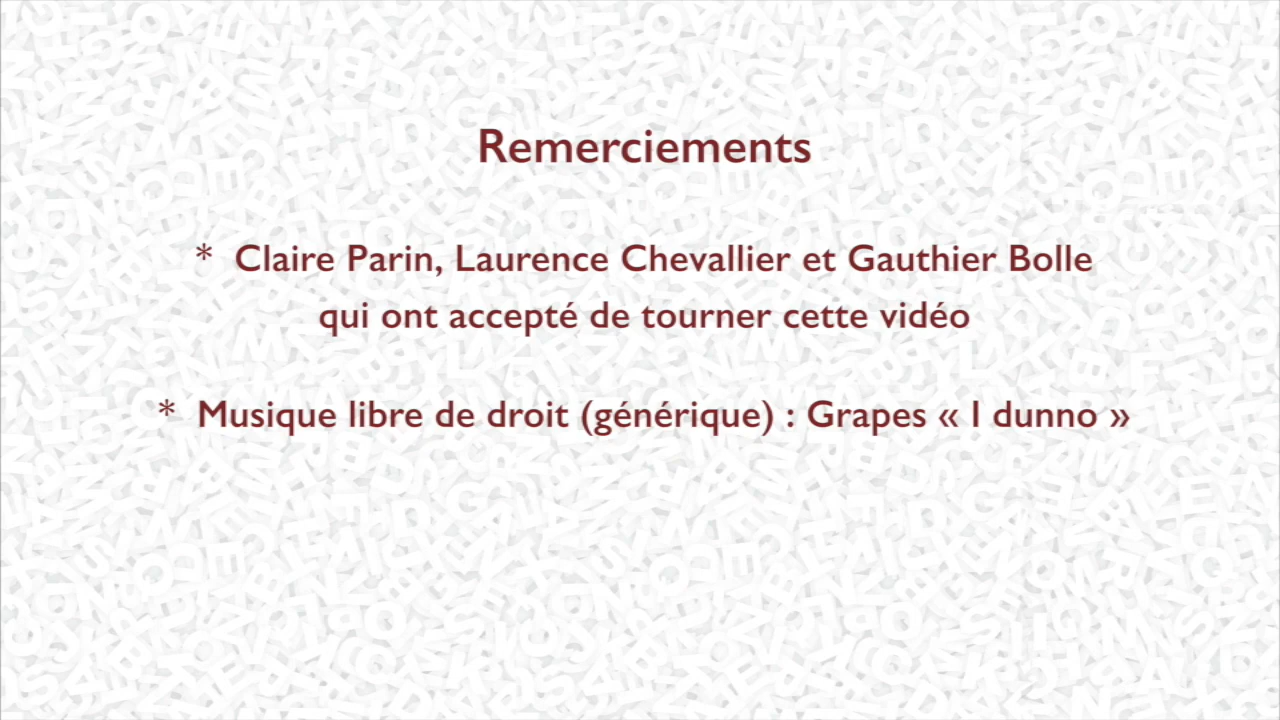 Remerciements
* Claire Parin, Laurence Chevallier et Gauthier Bolle
qui ont accepté de tourner cette vidéo
* Musique libre de droit (générique) : Grapes « I dunno »